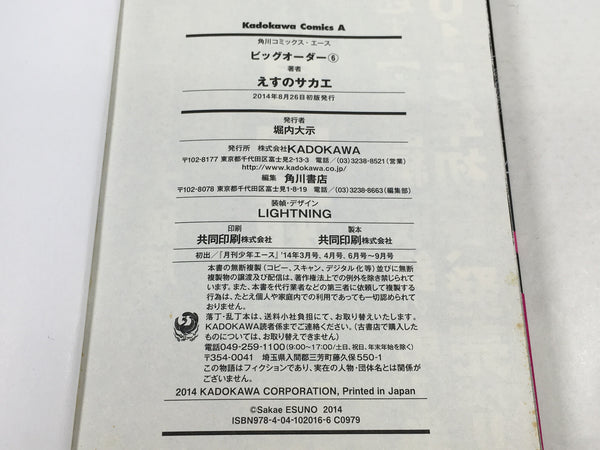 Kadokawa Comics A
角川コミックス・エース
ビッグオーダー⑥
著者
えすのサカエ
2014年8月26日初版発行
発行者
堀内大示
発行所 株式会社KADOKAWA
〒102-8177 東京都千代田区富士見2-13-3 電話/(03)3238-8521(営業)
http://www.kadokawa.co.jp/
編集 角川書店
〒102-8078 東京都千代田区富士見1-8-19 電話/(03)3238-8663(編集部)
装幀・デザイン
LIGHTNING
印刷 製本
共同印刷株式会社 共同印刷株式会社
初出/『月刊少年エース』'14年3月号、4月号、6月号〜9月号
本書の無断複製(コピー、スキャン、デジタル化等)並びに無断
複製物の譲渡及び配信は、著作権法上での例外を除き禁じられて
います。また、本書を代行業者などの第三者に依頼して複製する
行為は、たとえ個人や家庭内での利用であっても一切認められて
おりません。
落丁・乱丁本は、送料小社負担にて、お取り替えいたします。
KADOKAWA読者係までご連絡ください。(古書店で購入した
ものについては、お取り替えできません)
電話049-259-1100(9:00〜17:00/土日、祝日、年末年始を除く)
〒354-0041 埼玉県入間郡三芳町藤久保550-1
この物語はフィクションであり、実在の人物・団体名とは関係が
ございません。
2014 KADOKAWA CORPORATION, Printed in Japan
©Sakae ESUNO 2014
ISBN978-4-04-102016-6 C0979